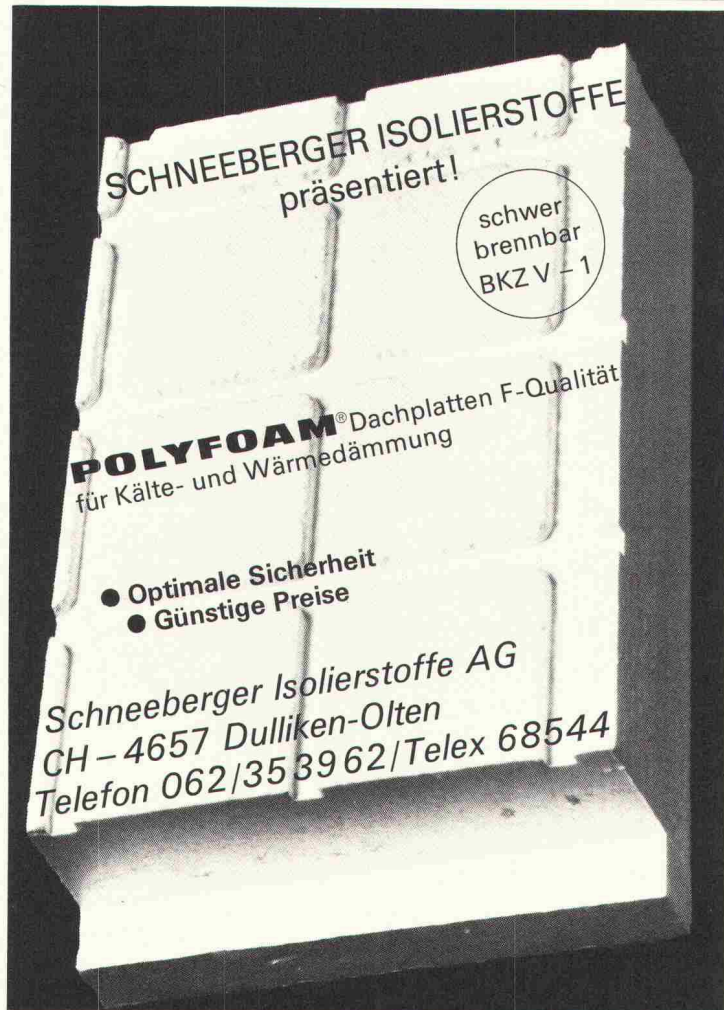 SCHNEEBERGER ISOLIERSTOFFE
präsentiert!
schwer
brennbar
BKZ V – 1
POLYFOAM® Dachplatten F-Qualität
für Kälte- und Wärmedämmung
● Optimale Sicherheit
● Günstige Preise
Schneeberger Isolierstoffe AG
CH – 4657 Dulliken-Olten
Telefon 062/35 39 62/Telex 68544